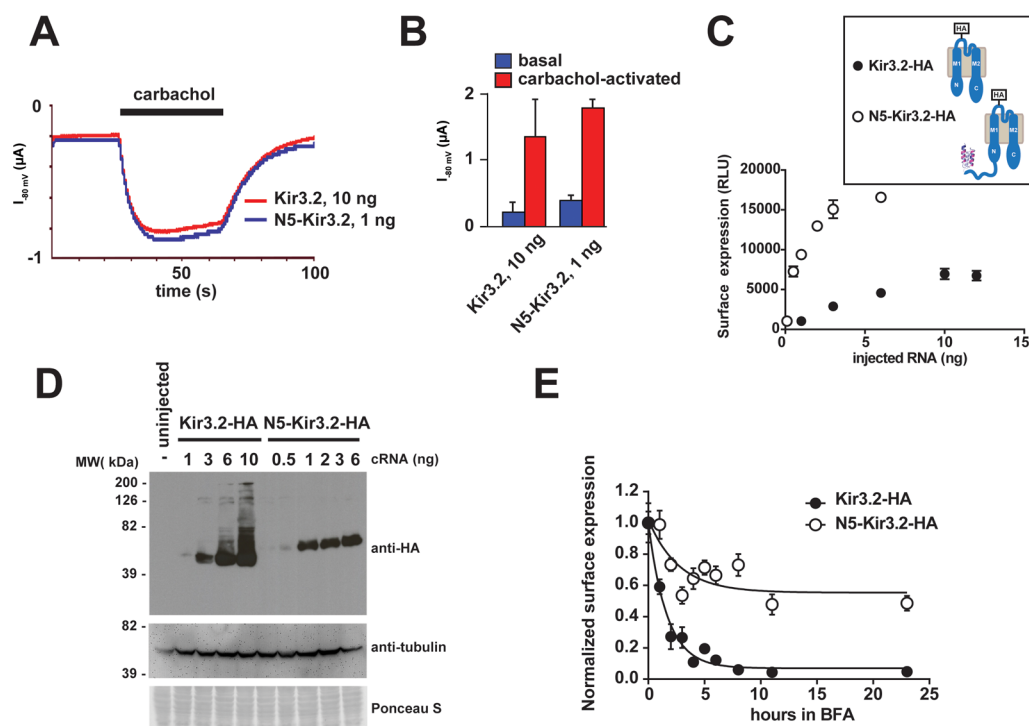 A
carbachol
0
-1
I-80 mV (µA)
50
100
time (s)
Kir3.2, 10 ng
N5-Kir3.2, 1 ng
B
basal
carbachol-activated
2
1
0
I-80 mV (µA)
Kir3.2, 10 ng
N5-Kir3.2, 1 ng
C
Kir3.2-HA
N5-Kir3.2-HA
HA
M1
M2
N
C
HA
M1
M2
N
C
Surface expression (RLU)
20000
15000
10000
5000
0
0
5
10
15
injected RNA (ng)
D
uninjected
Kir3.2-HA
N5-Kir3.2-HA
MW( kDa)
- 1 3 6 10 0.5 1 2 3 6 cRNA (ng)
200 -
126 -
82 -
39 -
anti-HA
82 -
39 -
anti-tubulin
Ponceau S
E
Normalized surface expression
1.2
1.0
0.8
0.6
0.4
0.2
0.0
0 5 10 15 20 25
hours in BFA
Kir3.2-HA
N5-Kir3.2-HA